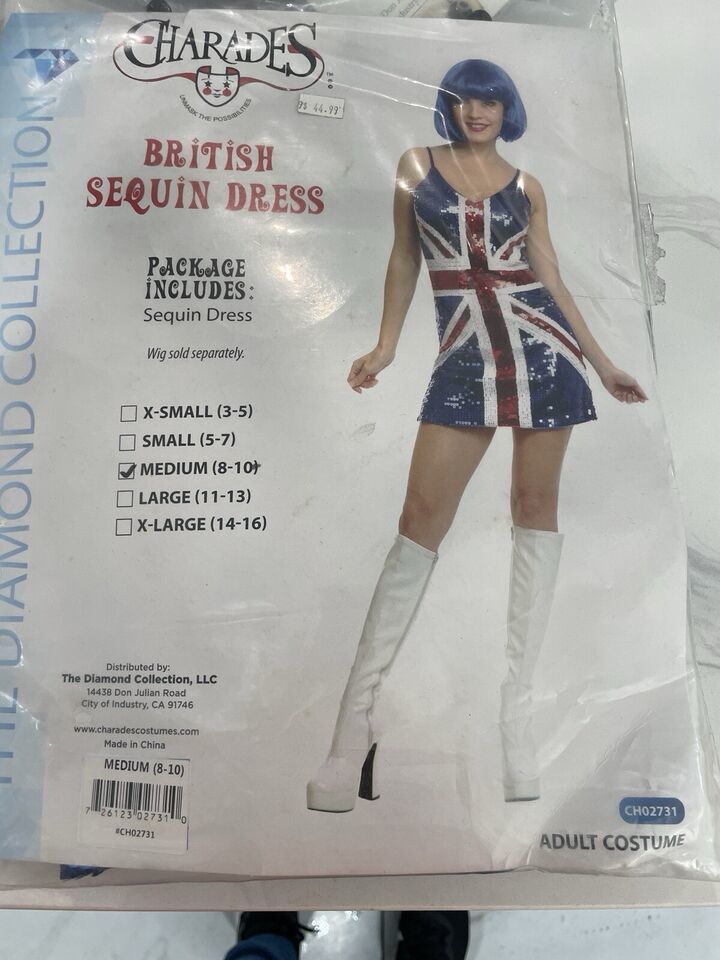 CHARADES
TM
UNMASK THE POSSIBILITIES
44.99
BRITISH
SEQUIN DRESS
PACKAGE
INCLUDES:
Sequin Dress
Wig sold separately.
X-SMALL (3-5)
SMALL (5-7)
MEDIUM (8-10)
LARGE (11-13)
X-LARGE (14-16)
THE DIAMOND COLLECTION
Distributed by:
The Diamond Collection, LLC
14438 Don Julian Road
City of Industry, CA 91746
www.charadescostumes.com
Made in China
MEDIUM (8-10)
7 26123 02731 0
#CH02731
CH02731
ADULT COSTUME